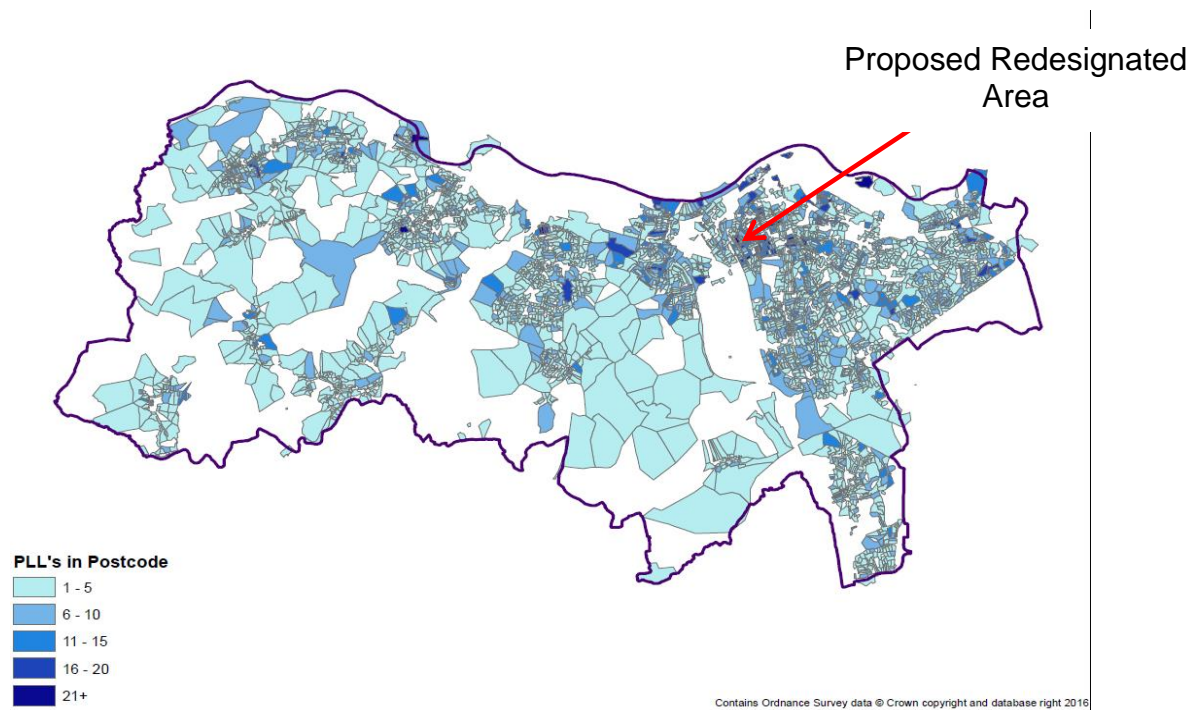 Proposed Redesignated
Area
PLL's in Postcode
1 - 5
6 - 10
11 - 15
16 - 20
21+
Contains Ordnance Survey data © Crown copyright and database right 2016